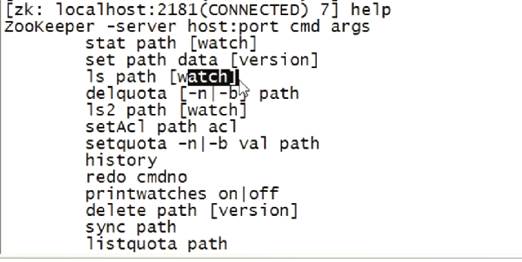 [zk: localhost:2181(CONNECTED) 7] help
ZooKeeper -server host:port cmd args
stat path [watch]
set path data [version]
ls path [watch]
delquota [-n|-b] path
ls2 path [watch]
setAcl path acl
setquota -n|-b val path
history
redo cmdno
printwatches on|off
delete path [version]
sync path
listquota path